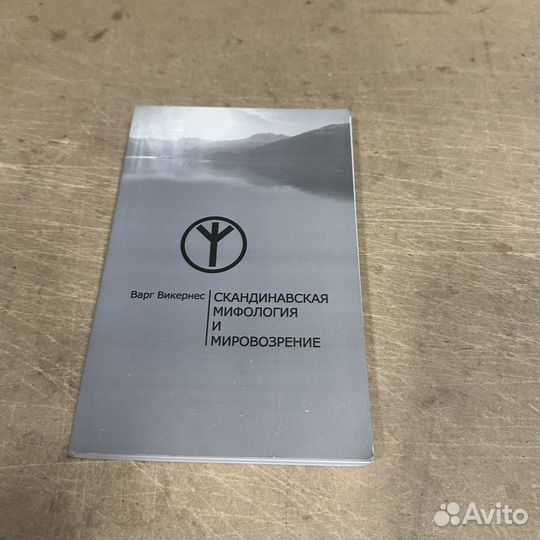 Варг Викернес
СКАНДИНАВСКАЯ
МИФОЛОГИЯ
И
МИРОВОЗРЕНИЕ
Avito